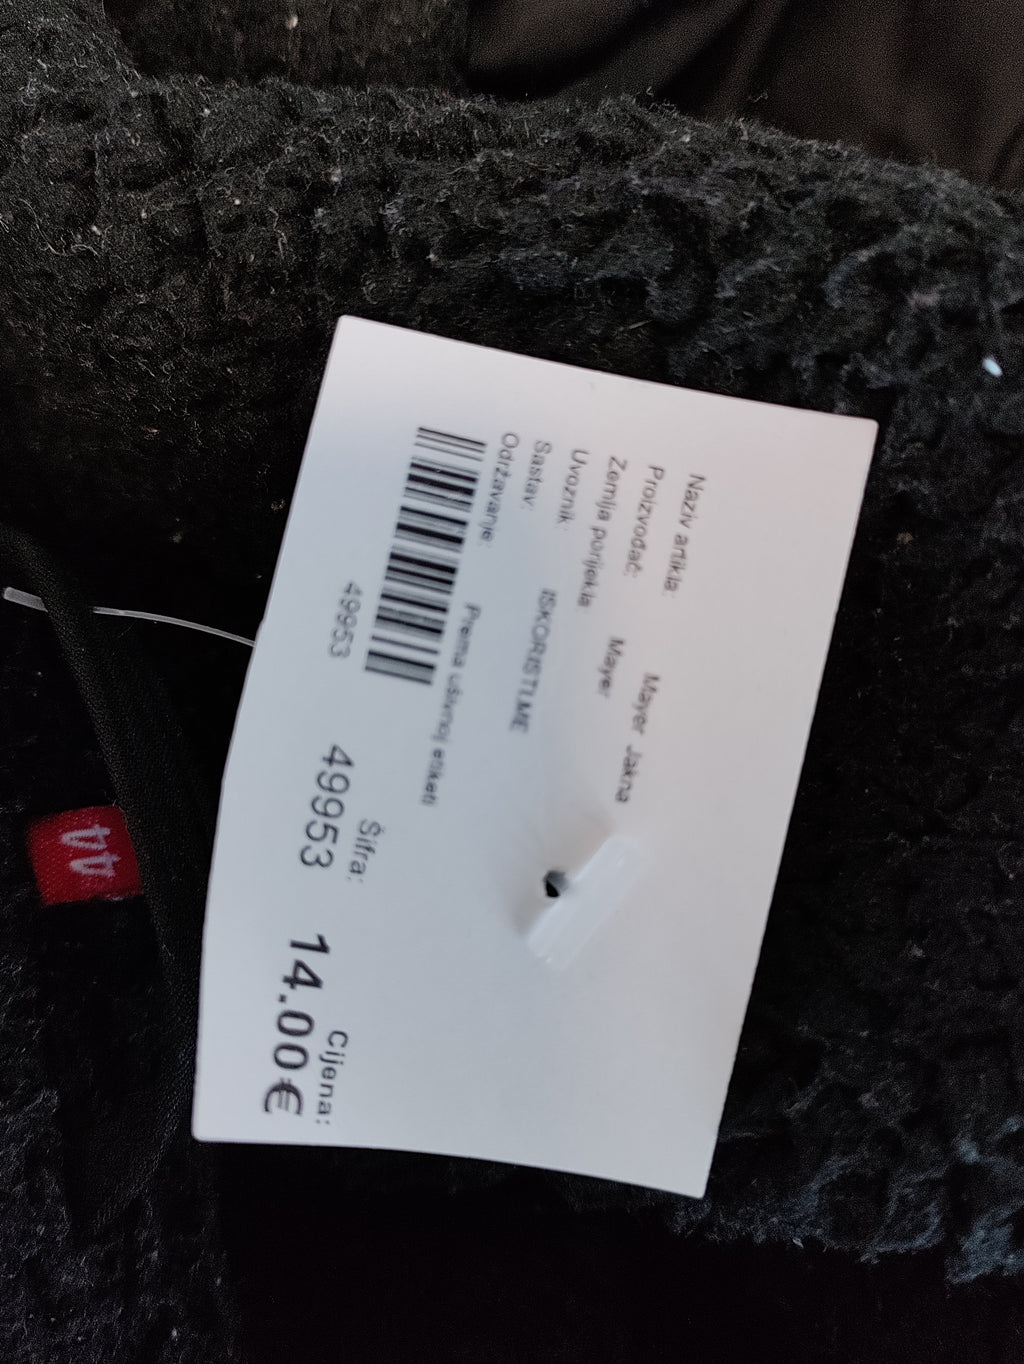 Naziv artikla: Mayer Jakna
Proizvođač: Mayer
Zemlja porijekla:
Uvoznik: ISKORISTI.ME
Sastav:
Održavanje: Prema ušivnoj etiketi
49953
Šifra:
49953
Cijena:
14.00€
44